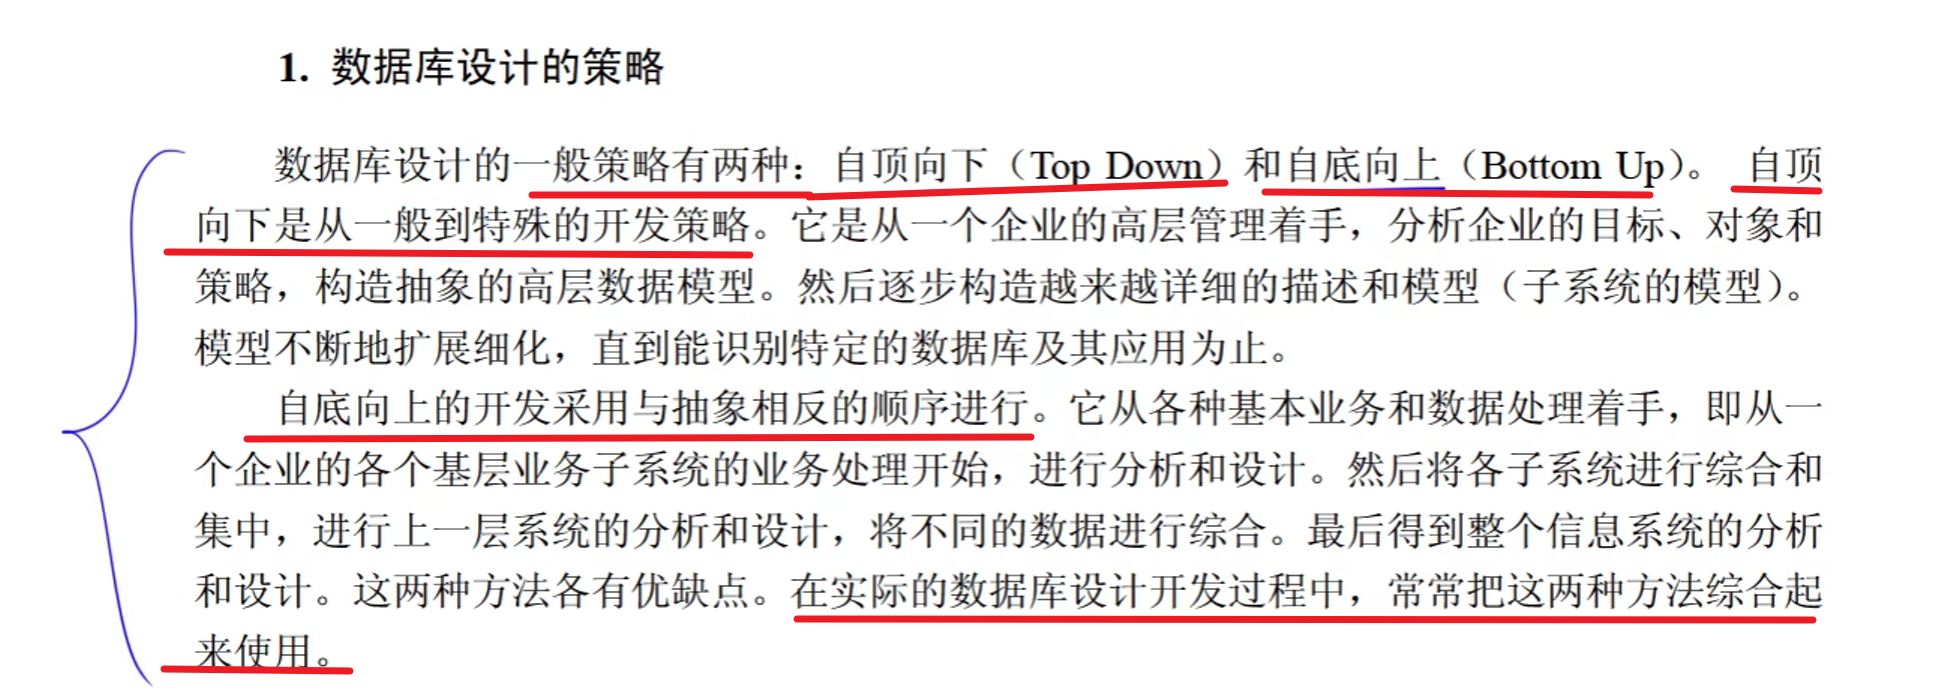 1. 数据库设计的策略
数据库设计的一般策略有两种：自顶向下（Top Down）和自底向上（Bottom Up）。 自顶
向下是从一般到特殊的开发策略。它是从一个企业的高层管理着手，分析企业的目标、对象和
策略，构造抽象的高层数据模型。然后逐步构造越来越详细的描述和模型（子系统的模型）。
模型不断地扩展细化，直到能识别特定的数据库及其应用为止。
自底向上的开发采用与抽象相反的顺序进行。它从各种基本业务和数据处理着手，即从一
个企业的各个基层业务子系统的业务处理开始，进行分析和设计。然后将各子系统进行综合和
集中，进行上一层系统的分析和设计，将不同的数据进行综合。最后得到整个信息系统的分析
和设计。这两种方法各有优缺点。在实际的数据库设计开发过程中，常常把这两种方法综合起
来使用。